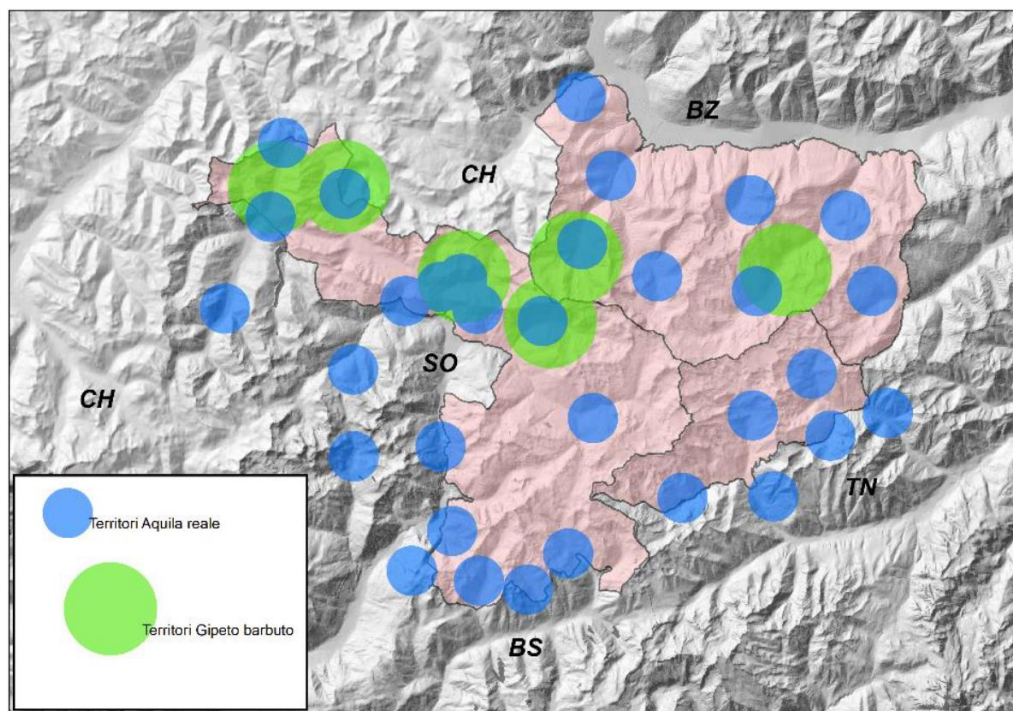 BZ
CH
SO
CH
TN
BS
Territori Aquila reale
Territori Gipeto barbuto